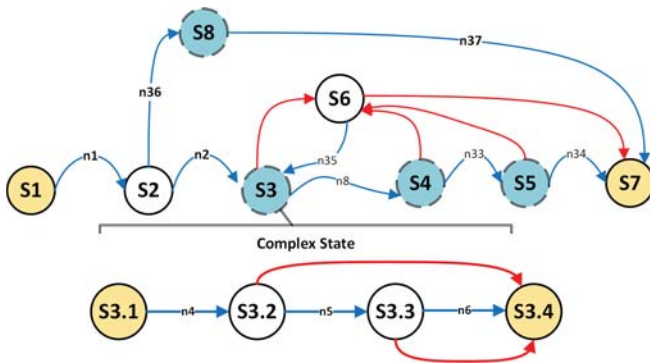 S8
n37
n36
S6
n1
n2
n35
n8
n33
n34
S1
S2
S3
S4
S5
S7
Complex State
S3.1
n4
S3.2
n5
S3.3
n6
S3.4